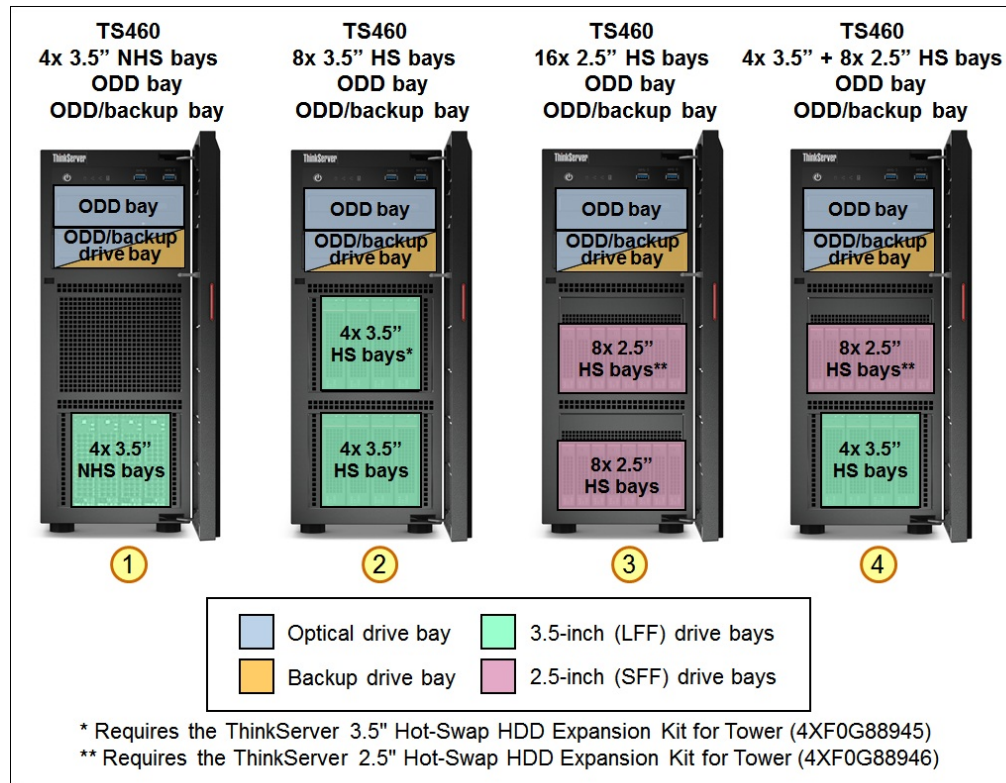 TS460
4x 3.5” NHS bays
ODD bay
ODD/backup bay
TS460
8x 3.5” HS bays
ODD bay
ODD/backup bay
TS460
16x 2.5” HS bays
ODD bay
ODD/backup bay
TS460
4x 3.5” + 8x 2.5” HS bays
ODD bay
ODD/backup bay
ThinkServer
ODD bay
ODD/backup
drive bay
4x 3.5”
NHS bays
1
ThinkServer
ODD bay
ODD/backup
drive bay
4x 3.5”
HS bays*
4x 3.5”
HS bays
2
ThinkServer
ODD bay
ODD/backup
drive bay
8x 2.5”
HS bays**
8x 2.5”
HS bays
3
ThinkServer
ODD bay
ODD/backup
drive bay
8x 2.5”
HS bays**
4x 3.5”
HS bays
4
Optical drive bay
3.5-inch (LFF) drive bays
Backup drive bay
2.5-inch (SFF) drive bays
* Requires the ThinkServer 3.5" Hot-Swap HDD Expansion Kit for Tower (4XF0G88945)
** Requires the ThinkServer 2.5" Hot-Swap HDD Expansion Kit for Tower (4XF0G88946)